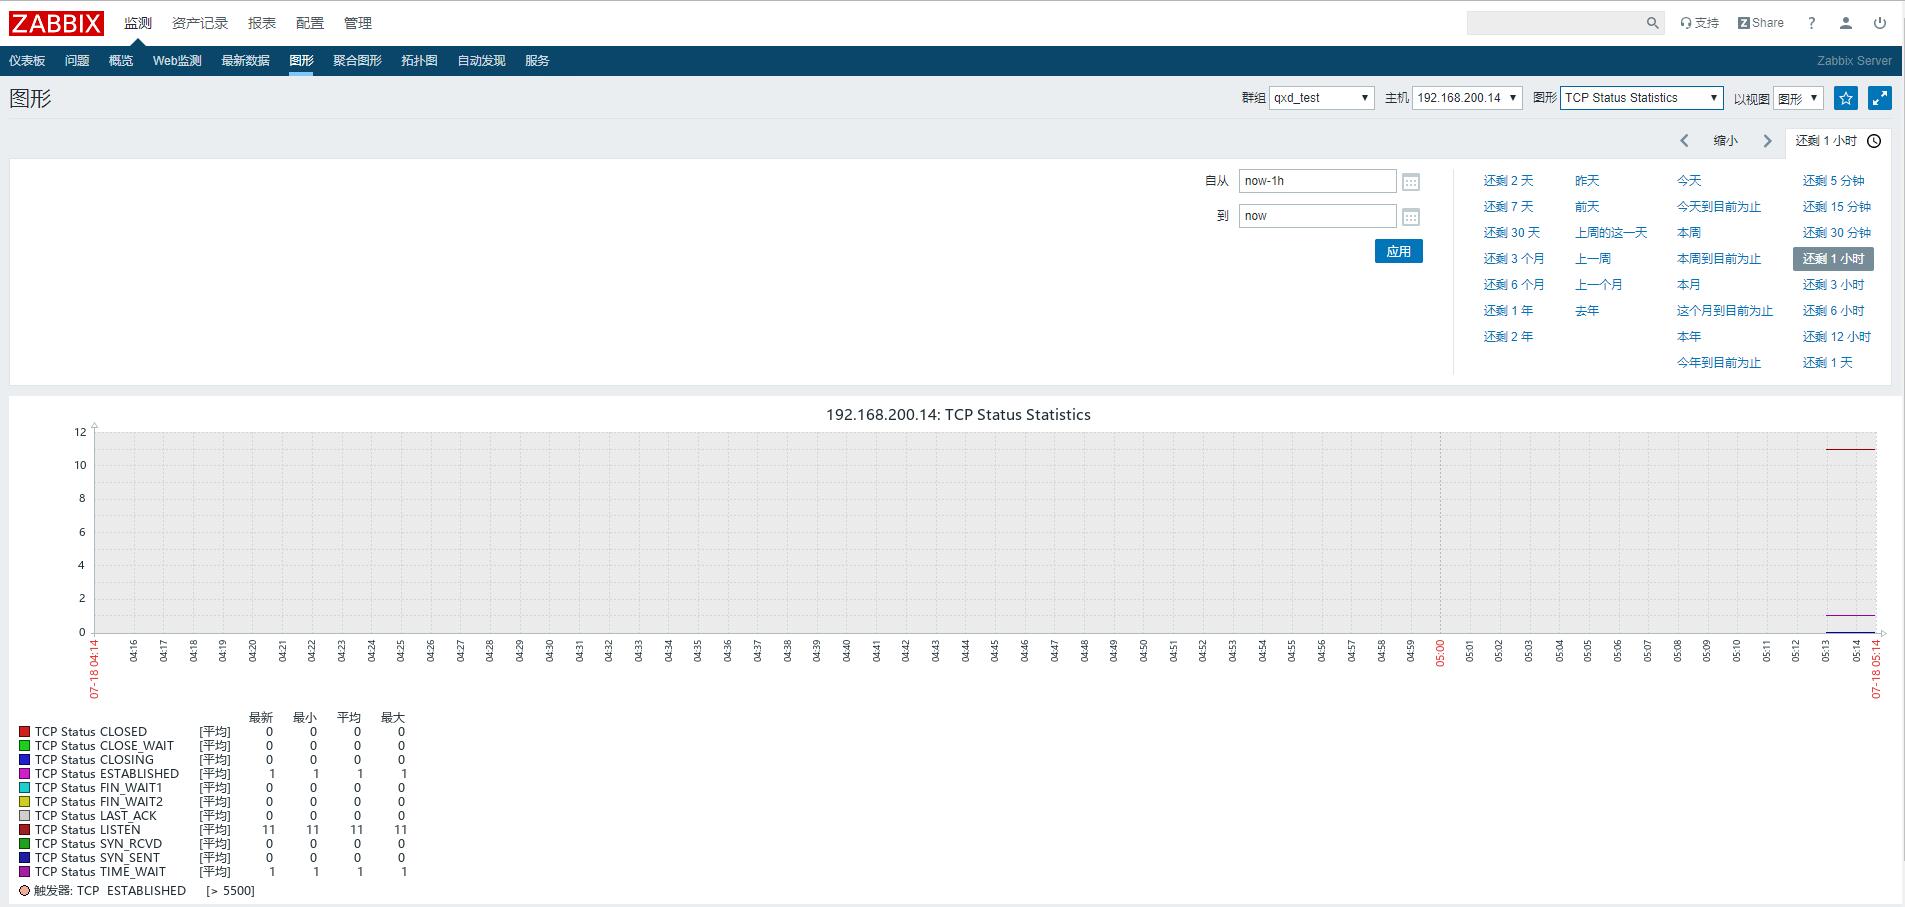 ZABBIX 监测 资产记录 报表 配置 管理 支持 Z Share ?
仪表板 问题 概览 Web监测 最新数据 图形 聚合图形 拓扑图 自动发现 服务 Zabbix Server
图形 群组 qxd_test 主机 192.168.200.14 图形 TCP Status Statistics 以视图 图形
缩小 还剩 1 小时
自从 now-1h 还剩 2 天 昨天 今天 还剩 5 分钟
还剩 7 天 前天 今天到目前为止 还剩 15 分钟
到 now
还剩 30 天 上周的这一天 本周 还剩 30 分钟
应用 还剩 3 个月 上一周 本周到目前为止 还剩 1 小时
还剩 6 个月 上一个月 本月 还剩 3 小时
还剩 1 年 去年 这个月到目前为止 还剩 6 小时
还剩 2 年 本年 还剩 12 小时
今年到目前为止 还剩 1 天
192.168.200.14: TCP Status Statistics
12
10
8
6
4
2
0
07-18 04:14 04:16 04:17 04:18 04:19 04:20 04:21 04:22 04:23 04:24 04:25 04:26 04:27 04:28 04:29 04:30 04:31 04:32 04:33 04:34 04:35 04:36 04:37 04:38 04:39 04:40 04:41 04:42 04:43 04:44 04:45 04:46 04:47 04:48 04:49 04:50 04:51 04:52 04:53 04:54 04:55 04:56 04:57 04:58 04:59 05:00 05:01 05:02 05:03 05:04 05:05 05:06 05:07 05:08 05:09 05:10 05:11 05:12 05:13 05:14 07-18 05:14
最新 最小 平均 最大
TCP Status CLOSED [平均] 0 0 0 0
TCP Status CLOSE_WAIT [平均] 0 0 0 0
TCP Status CLOSING [平均] 0 0 0 0
TCP Status ESTABLISHED [平均] 1 1 1 1
TCP Status FIN_WAIT1 [平均] 0 0 0 0
TCP Status FIN_WAIT2 [平均] 0 0 0 0
TCP Status LAST_ACK [平均] 0 0 0 0
TCP Status LISTEN [平均] 11 11 11 11
TCP Status SYN_RCVD [平均] 0 0 0 0
TCP Status SYN_SENT [平均] 0 0 0 0
TCP Status TIME_WAIT [平均] 1 1 1 1
触发器: TCP ESTABLISHED [> 5500]